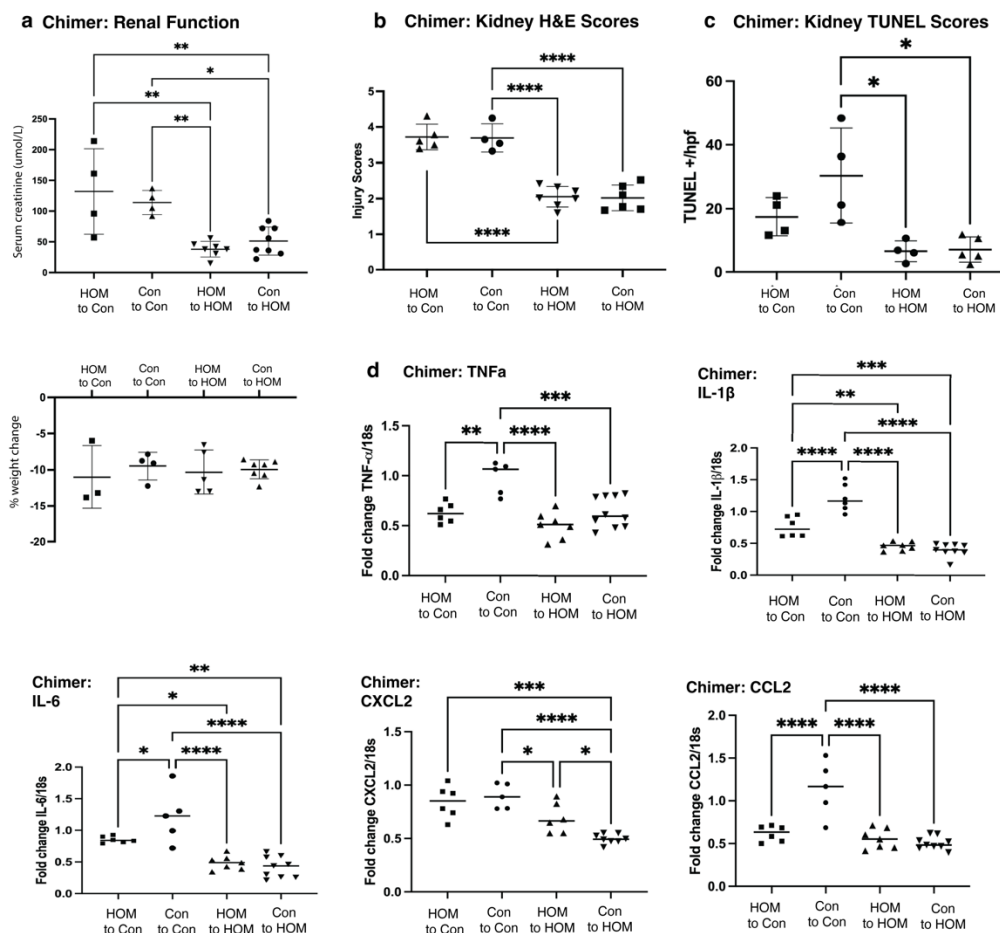 a Chimer: Renal Function
**
*
**
**
Serum creatinine (umol/L)
250
200
150
100
50
0
HOM to Con
Con to Con
HOM to HOM
Con to HOM
b Chimer: Kidney H&E Scores
****
****
****
Injury Scores
5
4
3
2
1
0
HOM to Con
Con to Con
HOM to HOM
Con to HOM
c Chimer: Kidney TUNEL Scores
*
*
TUNEL +/hpf
60
40
20
0
HOM to Con
Con to Con
HOM to HOM
Con to HOM
HOM to Con
Con to Con
HOM to HOM
Con to HOM
% weight change
0
-5
-10
-15
-20
d Chimer: TNFa
***
**
****
Fold change TNF-α/18s
1.5
1.0
0.5
0.0
HOM to Con
Con to Con
HOM to HOM
Con to HOM
Chimer:
IL-1β
***
**
****
****
****
Fold change IL-1β/18s
2.0
1.5
1.0
0.5
0.0
HOM to Con
Con to Con
HOM to HOM
Con to HOM
Chimer:
IL-6
**
*
****
*
****
Fold change IL-6/18s
2.0
1.5
1.0
0.5
0.0
HOM to Con
Con to Con
HOM to HOM
Con to HOM
Chimer:
CXCL2
***
****
*
*
Fold change CXCL2/18s
2.0
1.5
1.0
0.5
0.0
HOM to Con
Con to Con
HOM to HOM
Con to HOM
Chimer: CCL2
****
****
****
Fold change CCL2/18s
2.0
1.5
1.0
0.5
0.0
HOM to Con
Con to Con
HOM to HOM
Con to HOM